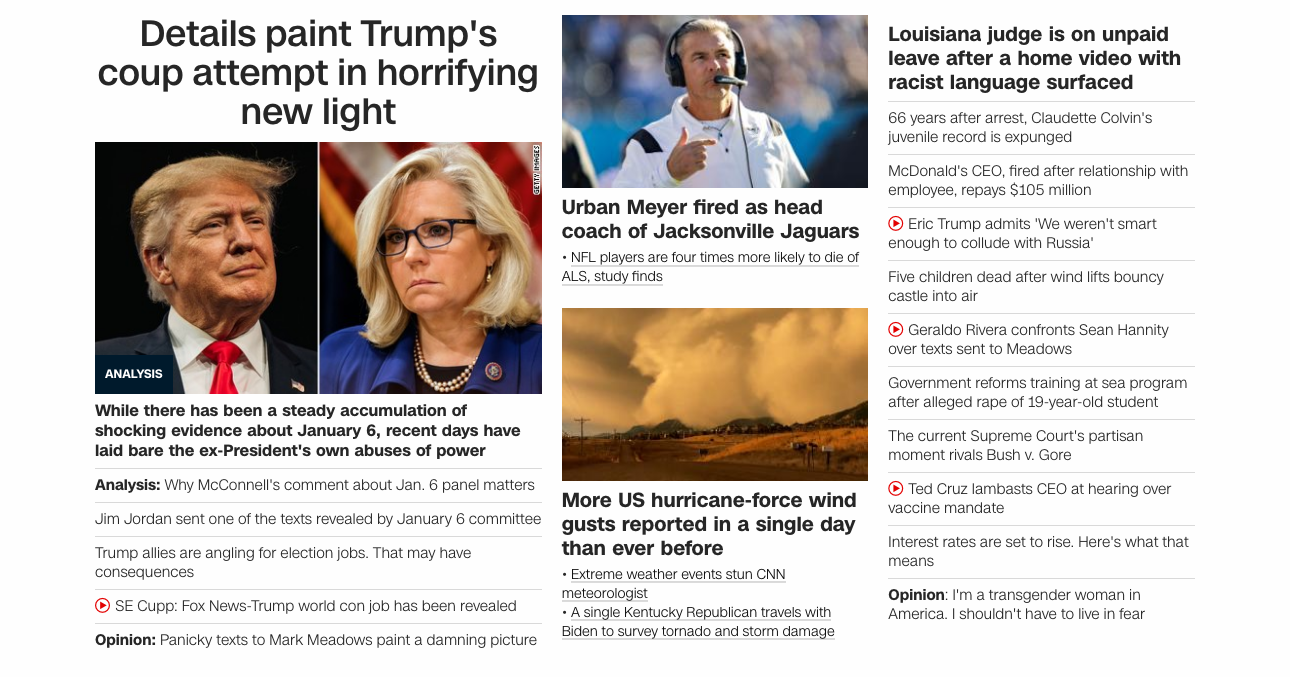 Details paint Trump's
coup attempt in horrifying
new light
GETTY IMAGES
ANALYSIS
While there has been a steady accumulation of
shocking evidence about January 6, recent days have
laid bare the ex-President's own abuses of power
Analysis: Why McConnell's comment about Jan. 6 panel matters
Jim Jordan sent one of the texts revealed by January 6 committee
Trump allies are angling for election jobs. That may have
consequences
SE Cupp: Fox News-Trump world con job has been revealed
Opinion: Panicky texts to Mark Meadows paint a damning picture
Urban Meyer fired as head
coach of Jacksonville Jaguars
• NFL players are four times more likely to die of
ALS, study finds
More US hurricane-force wind
gusts reported in a single day
than ever before
• Extreme weather events stun CNN
meteorologist
• A single Kentucky Republican travels with
Biden to survey tornado and storm damage
Louisiana judge is on unpaid
leave after a home video with
racist language surfaced
66 years after arrest, Claudette Colvin's
juvenile record is expunged
McDonald's CEO, fired after relationship with
employee, repays $105 million
Eric Trump admits 'We weren't smart
enough to collude with Russia'
Five children dead after wind lifts bouncy
castle into air
Geraldo Rivera confronts Sean Hannity
over texts sent to Meadows
Government reforms training at sea program
after alleged rape of 19-year-old student
The current Supreme Court's partisan
moment rivals Bush v. Gore
Ted Cruz lambasts CEO at hearing over
vaccine mandate
Interest rates are set to rise. Here's what that
means
Opinion: I'm a transgender woman in
America. I shouldn't have to live in fear